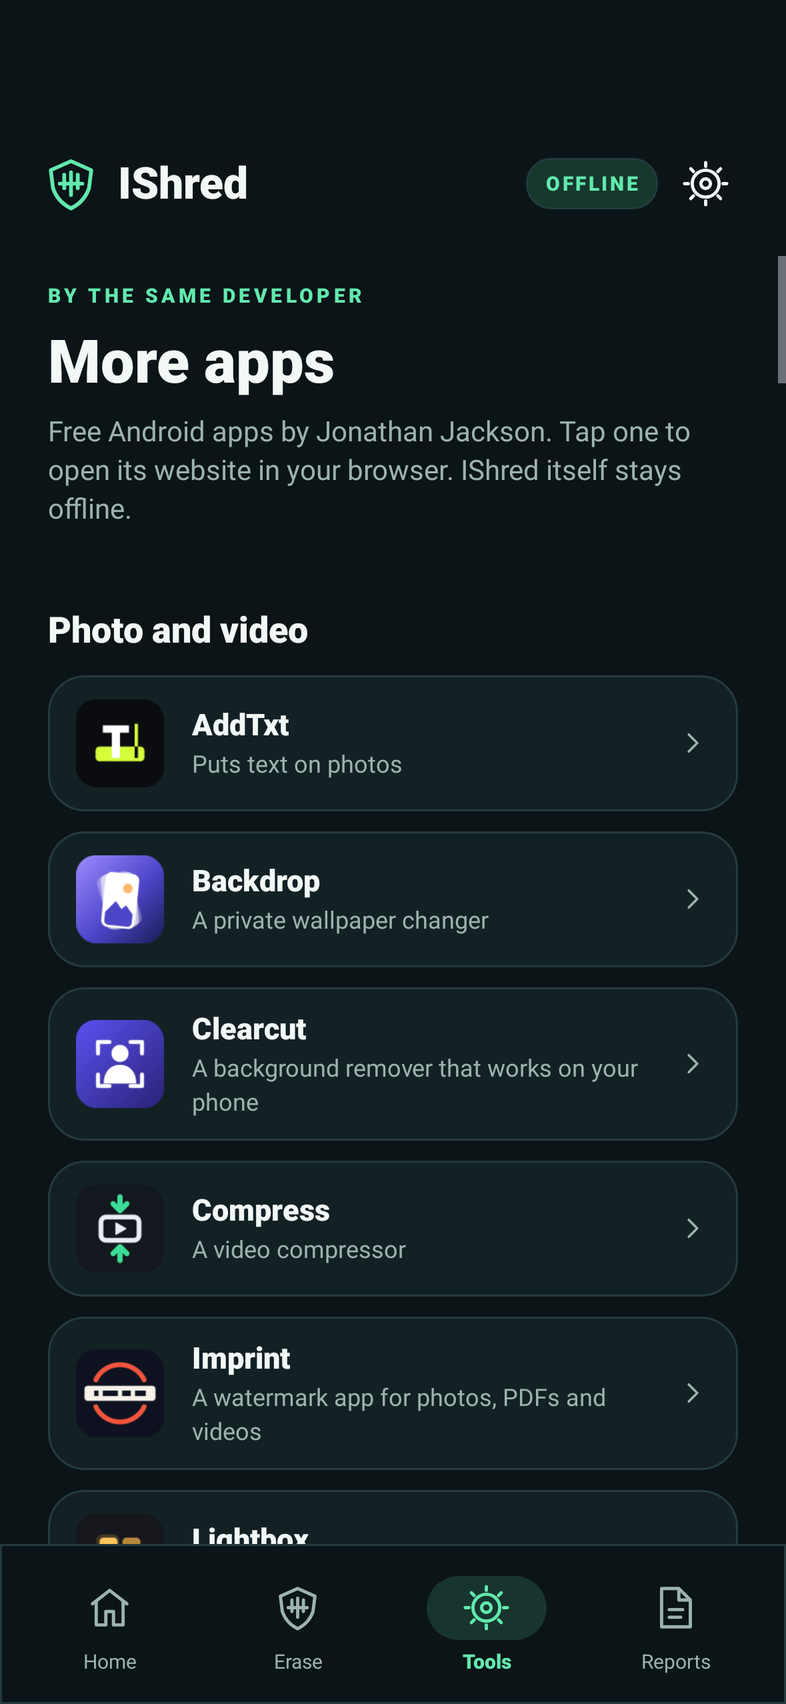 IShred
OFFLINE
BY THE SAME DEVELOPER
More apps
Free Android apps by Jonathan Jackson. Tap one to
open its website in your browser. IShred itself stays
offline.
Photo and video
AddTxt
Puts text on photos
Backdrop
A private wallpaper changer
Clearcut
A background remover that works on your
phone
Compress
A video compressor
Imprint
A watermark app for photos, PDFs and
videos
Lightbox
Home
Erase
Tools
Reports